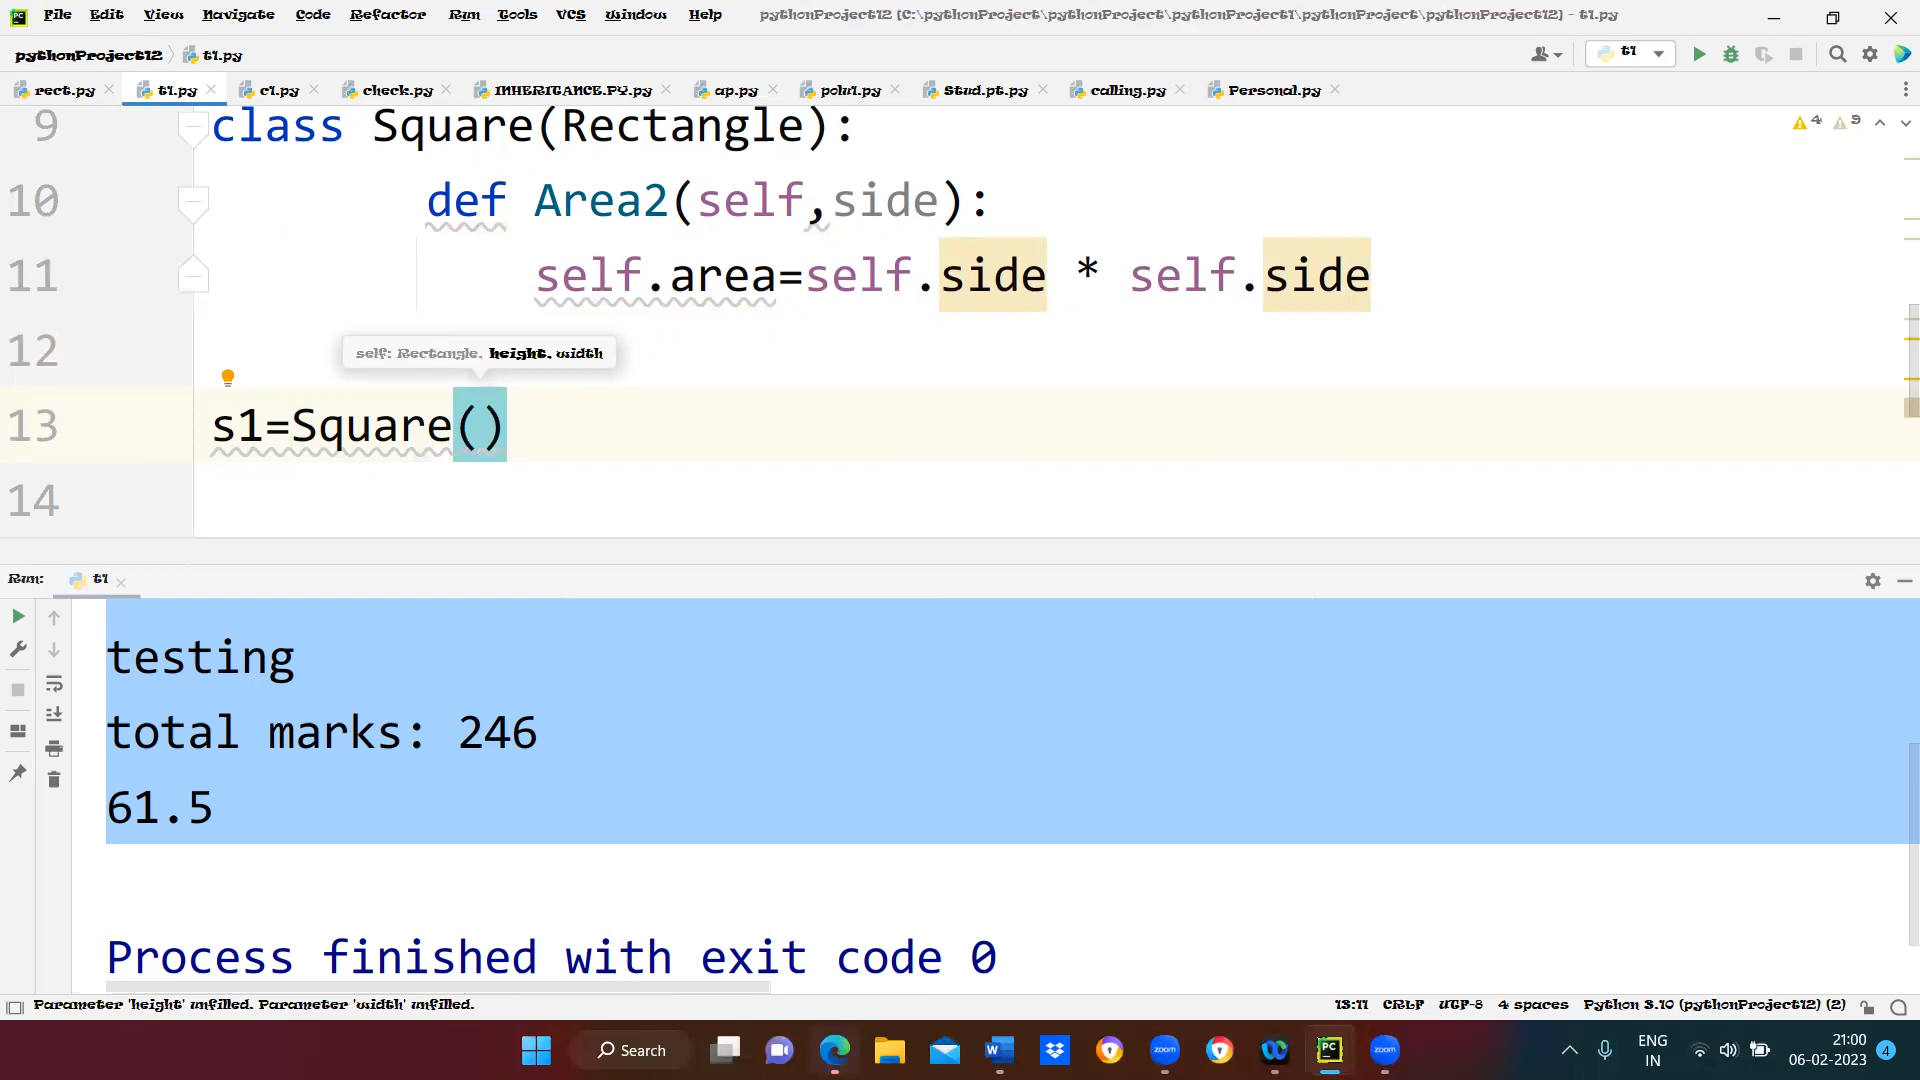 File Edit View Navigate Code Refactor Run Tools VCS Window Help pythonProject12 [C:\pythonProject\pythonProject\pythonProject1\pythonProject\pythonProject12] - t1.py
pythonProject12 t1.py t1
rect.py t1.py c1.py check.py INHERITANCE.PY.py ap.py Stud.pt.py calling.py Personal.py
9 class Square(Rectangle): 4 9
10 def Area2(self,side):
11 self.area=self.side * self.side
12 self: Rectangle, height, width
13 s1=Square()
14
Run: t1
testing
total marks: 246
61.5
Process finished with exit code 0
Parameter 'height' unfilled. Parameter 'width' unfilled. 13:11 CRLF UTF-8 4 spaces Python 3.10 (pythonProject12) (2)
Search ENG 21:00
IN 06-02-2023 4